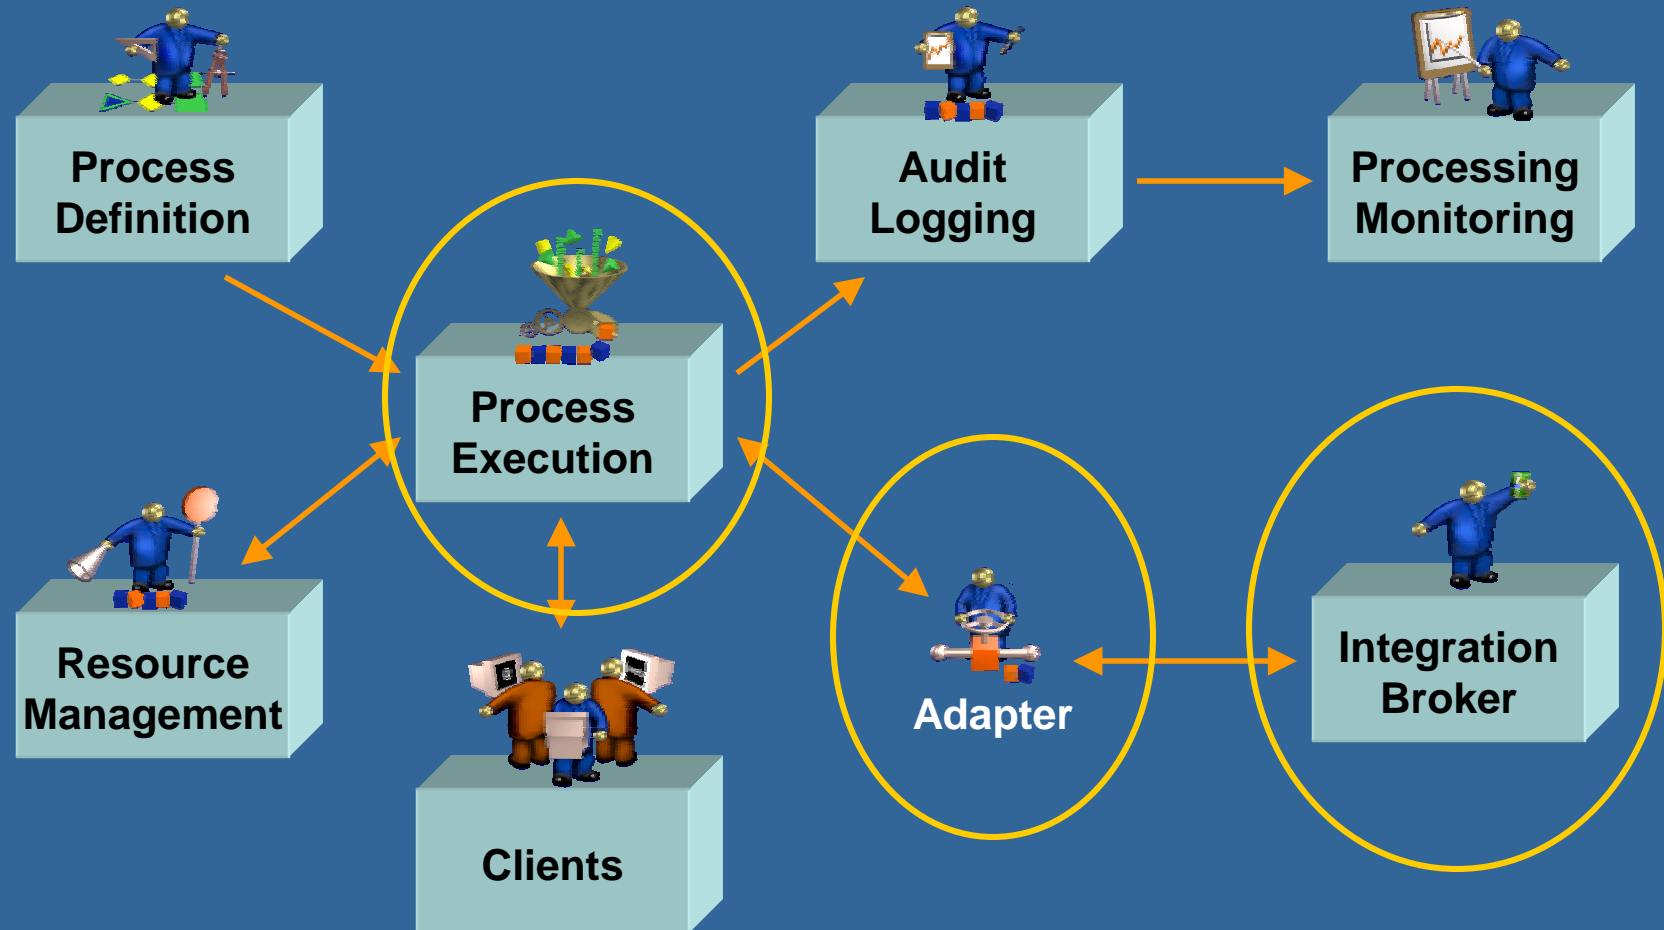 Process
Definition
Audit
Logging
Processing
Monitoring
Process
Execution
Resource
Management
Adapter
Integration
Broker
Clients